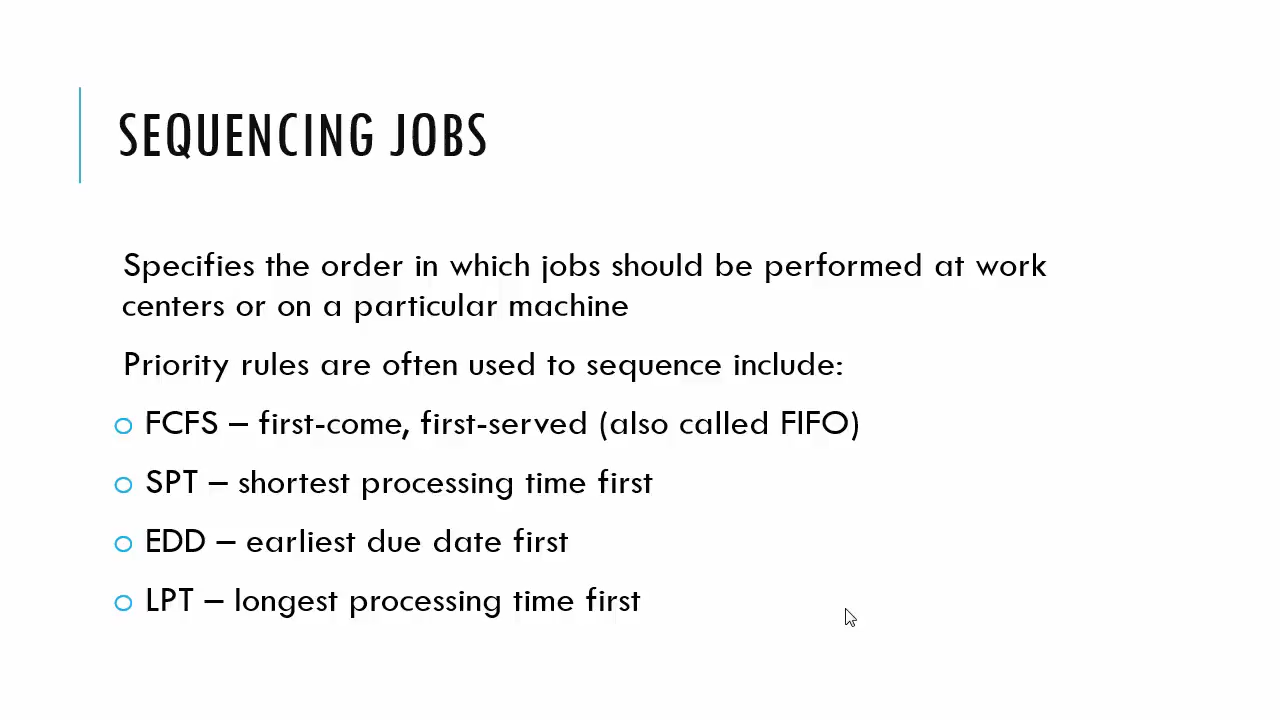 SEQUENCING JOBS
Specifies the order in which jobs should be performed at work
centers or on a particular machine
Priority rules are often used to sequence include:
o FCFS – first-come, first-served (also called FIFO)
o SPT – shortest processing time first
o EDD – earliest due date first
o LPT – longest processing time first